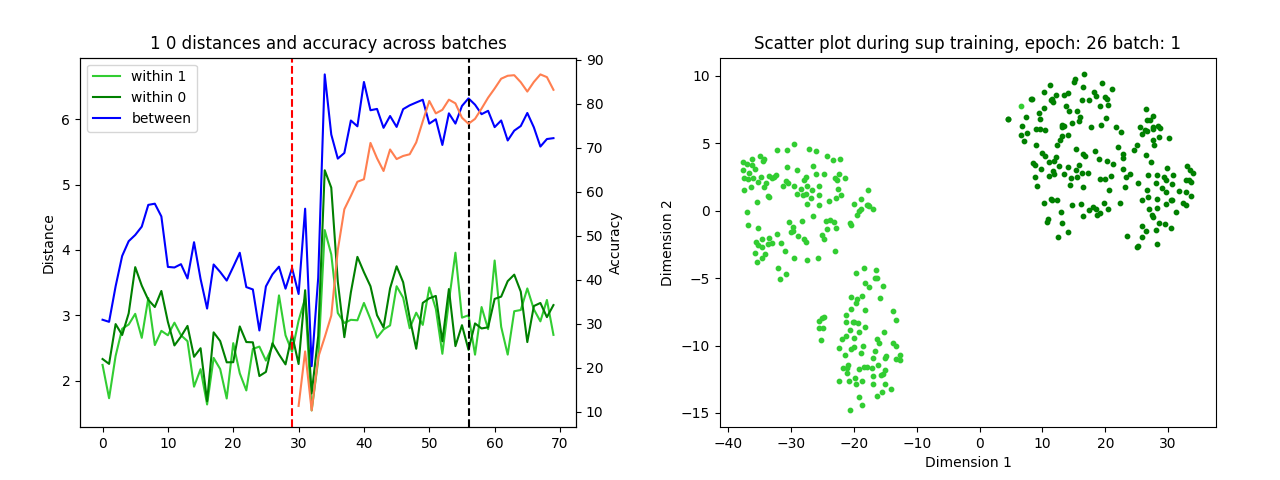 1 0 distances and accuracy across batches
within 1
within 0
between
Distance
6
5
4
3
2
0 10 20 30 40 50 60 70
90
80
70
60
50
40
30
20
10
Accuracy
Scatter plot during sup training, epoch: 26 batch: 1
Dimension 2
10
5
0
−5
−10
−15
−40 −30 −20 −10 0 10 20 30
Dimension 1